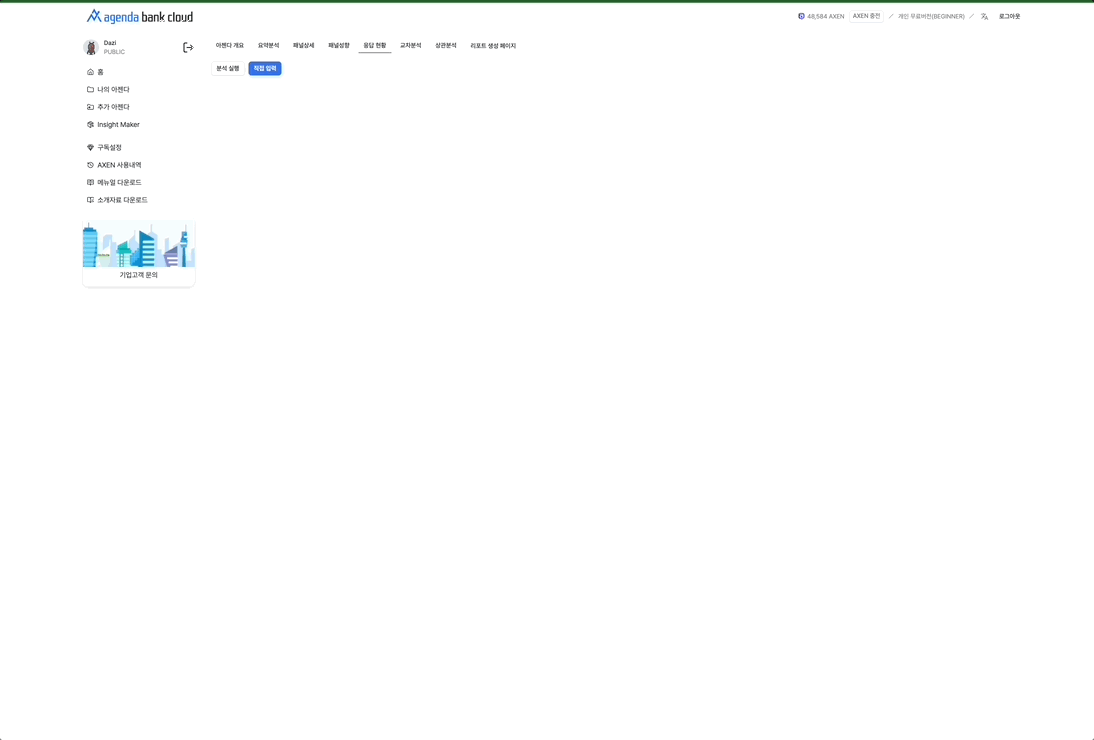 agenda bank cloud
48,584 AXEN
AXEN 충전
개인 무료버전(BEGINNER)
로그아웃
Dazi
PUBLIC
아젠다 개요
요약분석
패널상세
패널성향
응답 현황
교차분석
상관분석
리포트 생성 페이지
분석 실행
직접 입력
홈
나의 아젠다
추가 아젠다
Insight Maker
구독설정
AXEN 사용내역
메뉴얼 다운로드
소개자료 다운로드
기업고객 문의